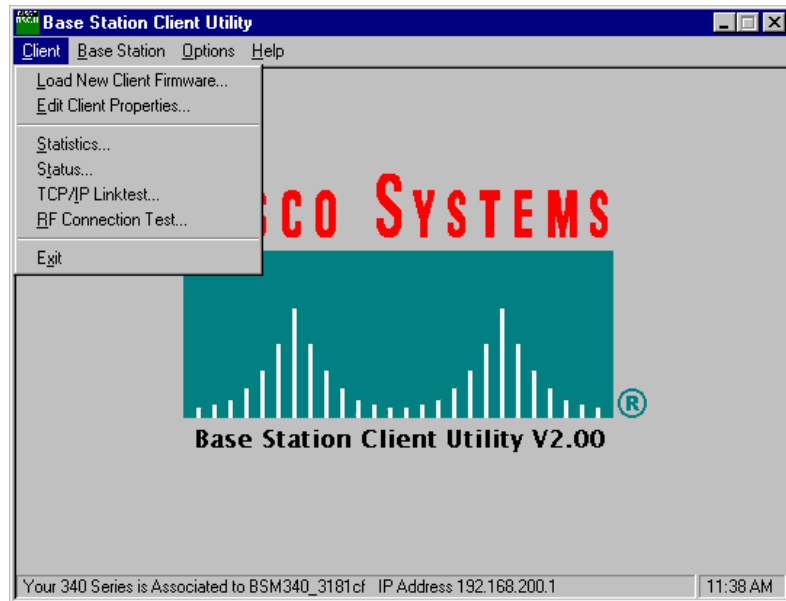 Base Station Client Utility
Client Base Station Options Help
Load New Client Firmware...
Edit Client Properties...
Statistics...
Status...
TCP/IP Linktest...
RF Connection Test...
Exit
SCO SYSTEMS
®
Base Station Client Utility V2.00
Your 340 Series is Associated to BSM340_3181cf IP Address 192.168.200.1 11:38 AM